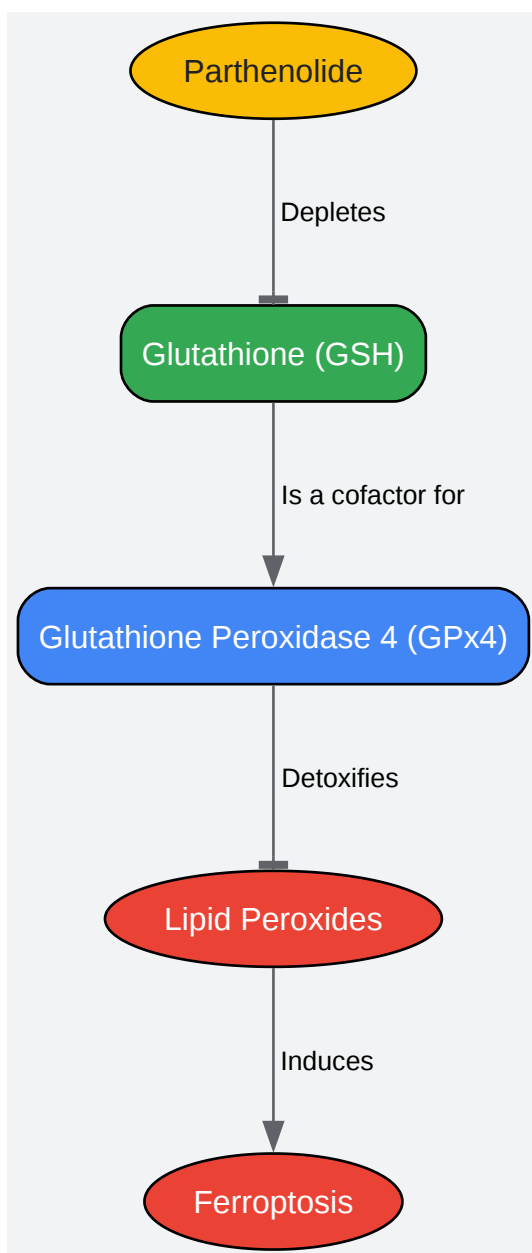 Parthenolide
Depletes
Glutathione (GSH)
Is a cofactor for
Glutathione Peroxidase 4 (GPx4)
Detoxifies
Lipid Peroxides
Induces
Ferroptosis